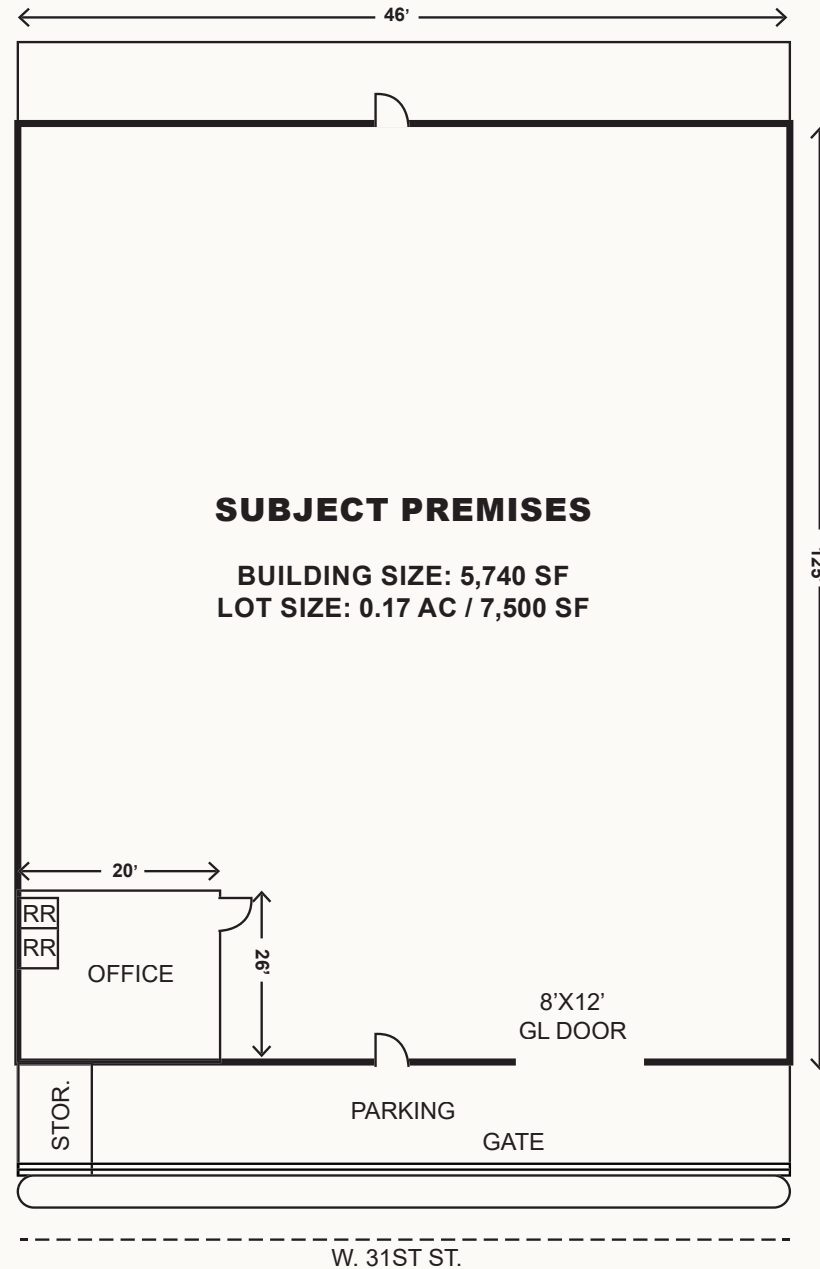 46’
SUBJECT PREMISES
BUILDING SIZE: 5,740 SF
LOT SIZE: 0.17 AC / 7,500 SF
125’
20’
RR
RR
OFFICE
26’
8’X12’
GL DOOR
STOR.
PARKING
GATE
W. 31ST ST.